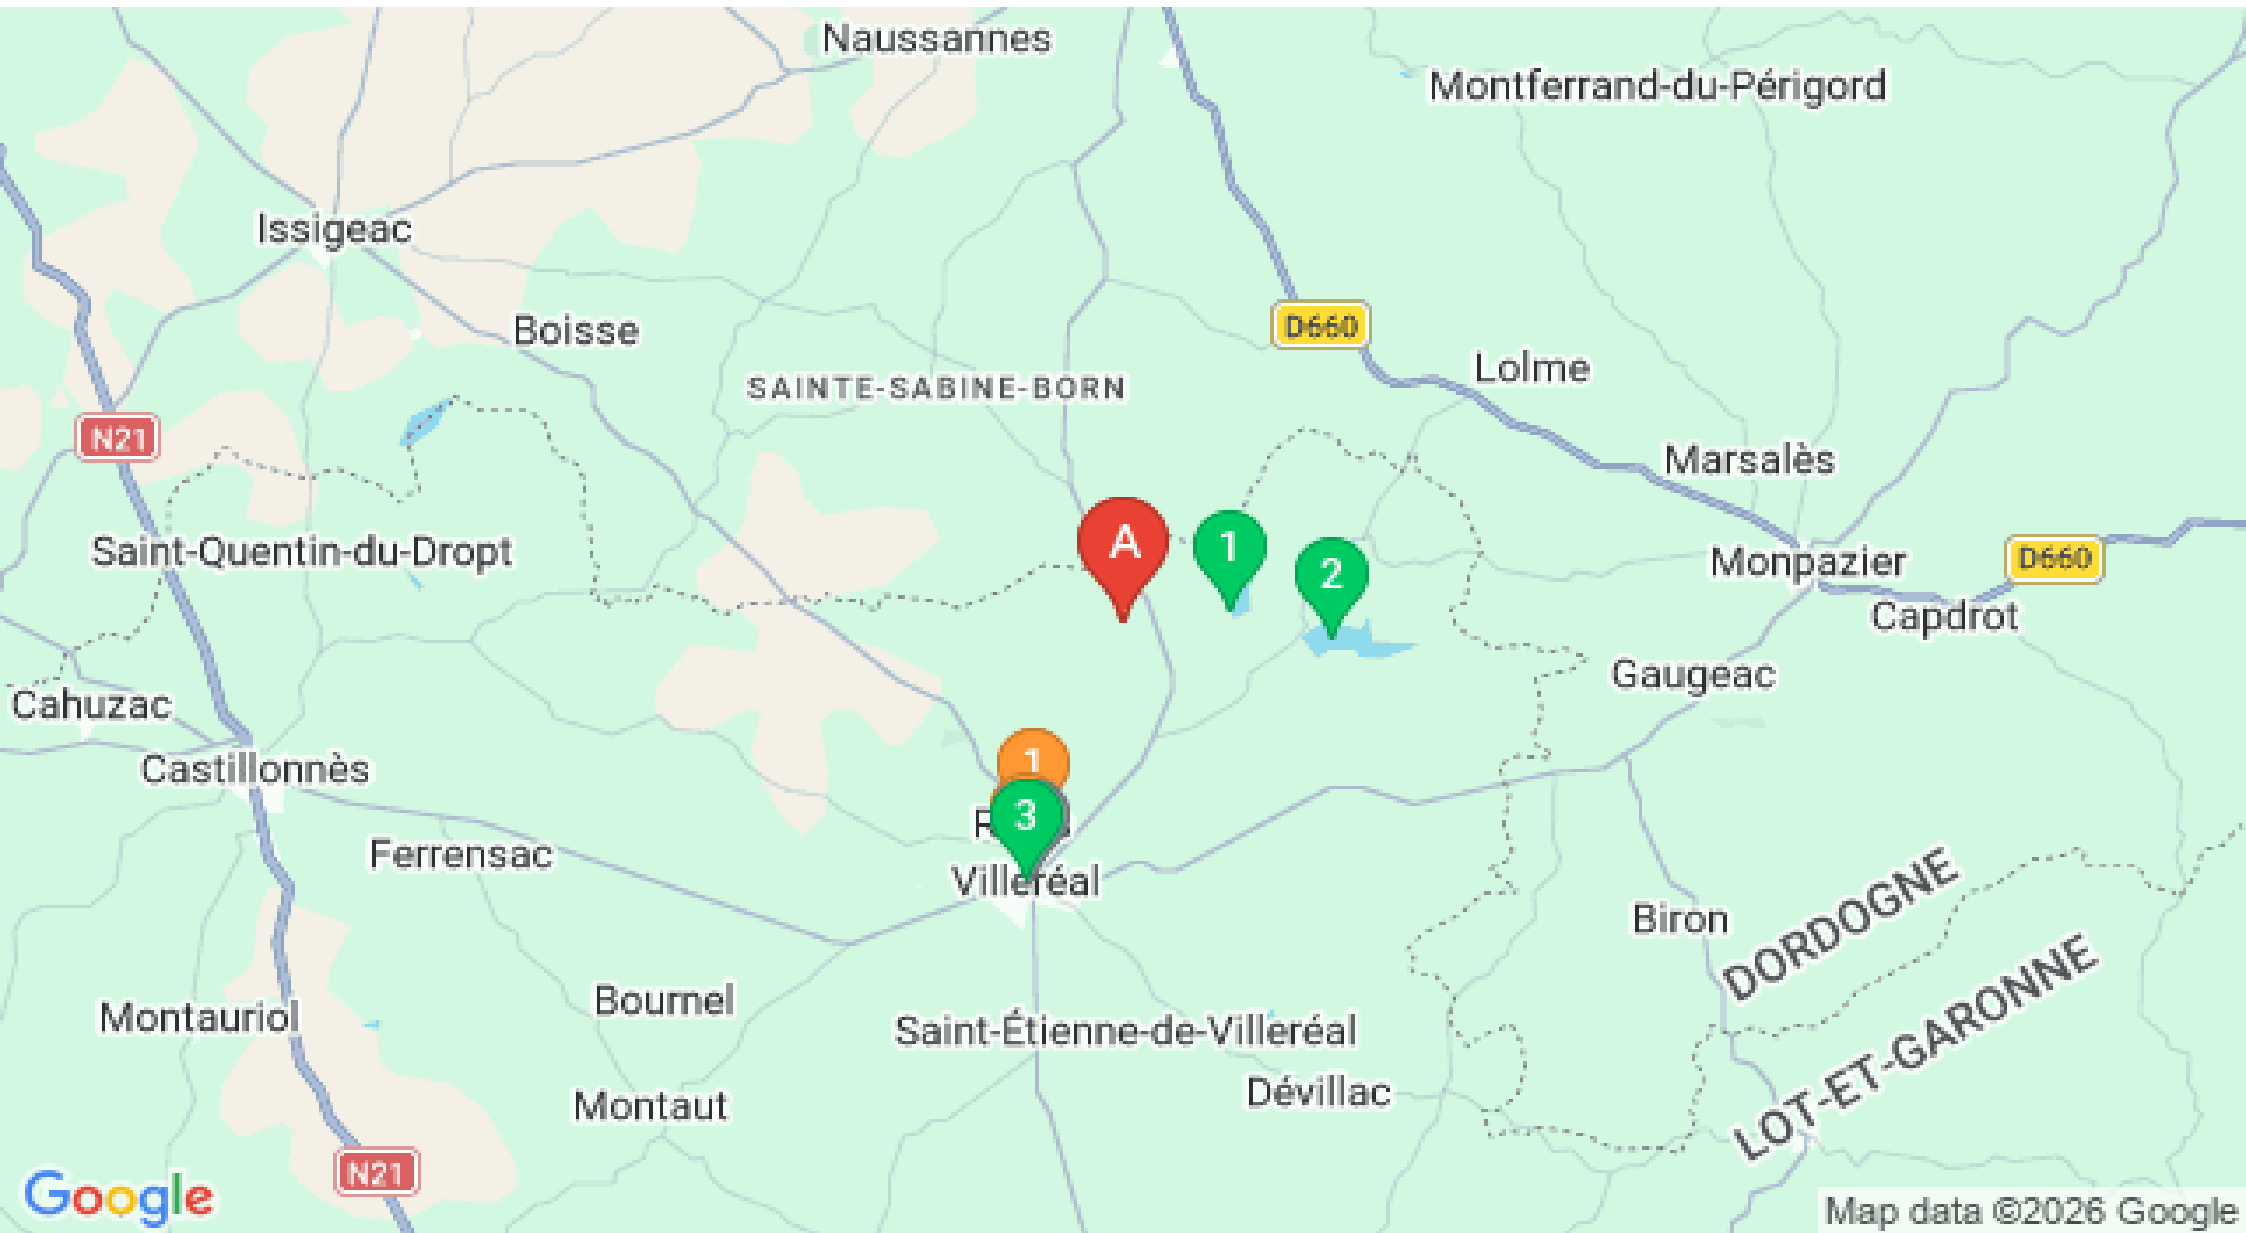 Naussannes
Montferrand-du-Périgord
Issigeac
Boisse
D660
Lolme
SAINTE-SABINE-BORN
N21
Marsalès
Saint-Quentin-du-Dropt
A
1
2
Monpazier
D660
Capdrot
Gaugeac
Cahuzac
Castillonnès
1
3
Ferrensac
Villeréal
Biron
DORDOGNE
LOT-ET-GARONNE
Bournel
Montauriol
Saint-Étienne-de-Villeréal
Dévillac
Montaut
N21
Google
Map data ©2026 Google